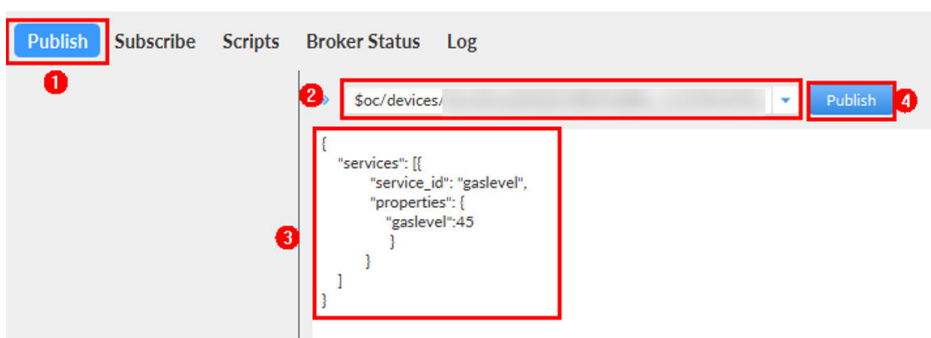 Publish Subscribe Scripts Broker Status Log
1
2 $oc/devices/ Publish 4
{
"services": [{
"service_id": "gaslevel",
"properties": {
"gaslevel":45
3 }
}
]
}